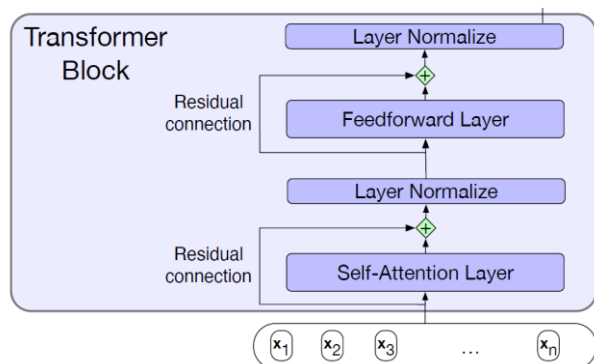 Transformer
Block
Layer Normalize
+
Residual
connection
Feedforward Layer
Layer Normalize
+
Residual
connection
Self-Attention Layer
x1 x2 x3 ... xn